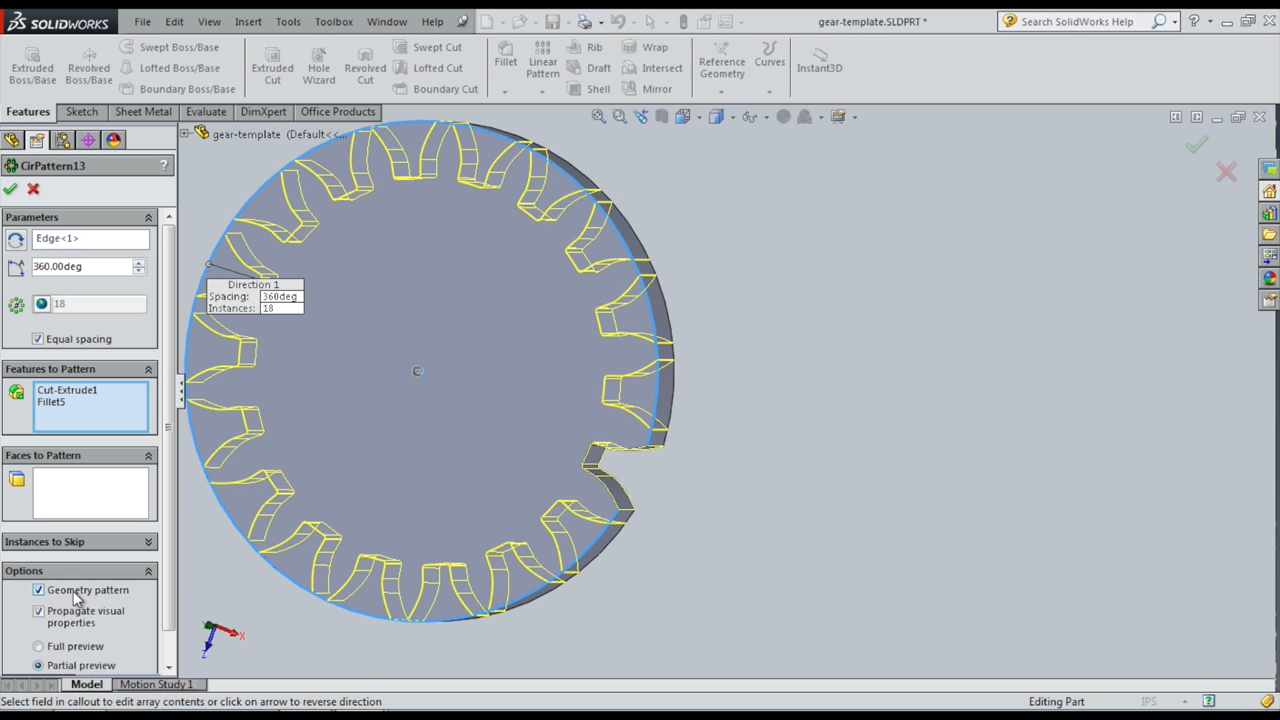 SOLIDWORKS File Edit View Insert Tools Toolbox Window Help gear-template.SLDPRT * Search SolidWorks Help
Extruded Boss/Base
Revolved Boss/Base
Swept Boss/Base
Lofted Boss/Base
Boundary Boss/Base
Extruded Cut
Hole Wizard
Revolved Cut
Swept Cut
Lofted Cut
Boundary Cut
Fillet
Linear Pattern
Rib
Draft
Shell
Wrap
Intersect
Mirror
Reference Geometry
Curves
Instant3D
Features Sketch Sheet Metal Evaluate DimXpert Office Products
gear-template (Default<<...
CirPattern13 ?
Parameters
Edge<1>
360.00deg
18
Equal spacing
Features to Pattern
Cut-Extrude1
Fillet5
Faces to Pattern
Instances to Skip
Options
Geometry pattern
Propagate visual
properties
Full preview
Partial preview
Direction 1
Spacing: 360deg
Instances: 18
X
Z
Model Motion Study 1
Select field in callout to edit array contents or click on arrow to reverse direction Editing Part IPS ?